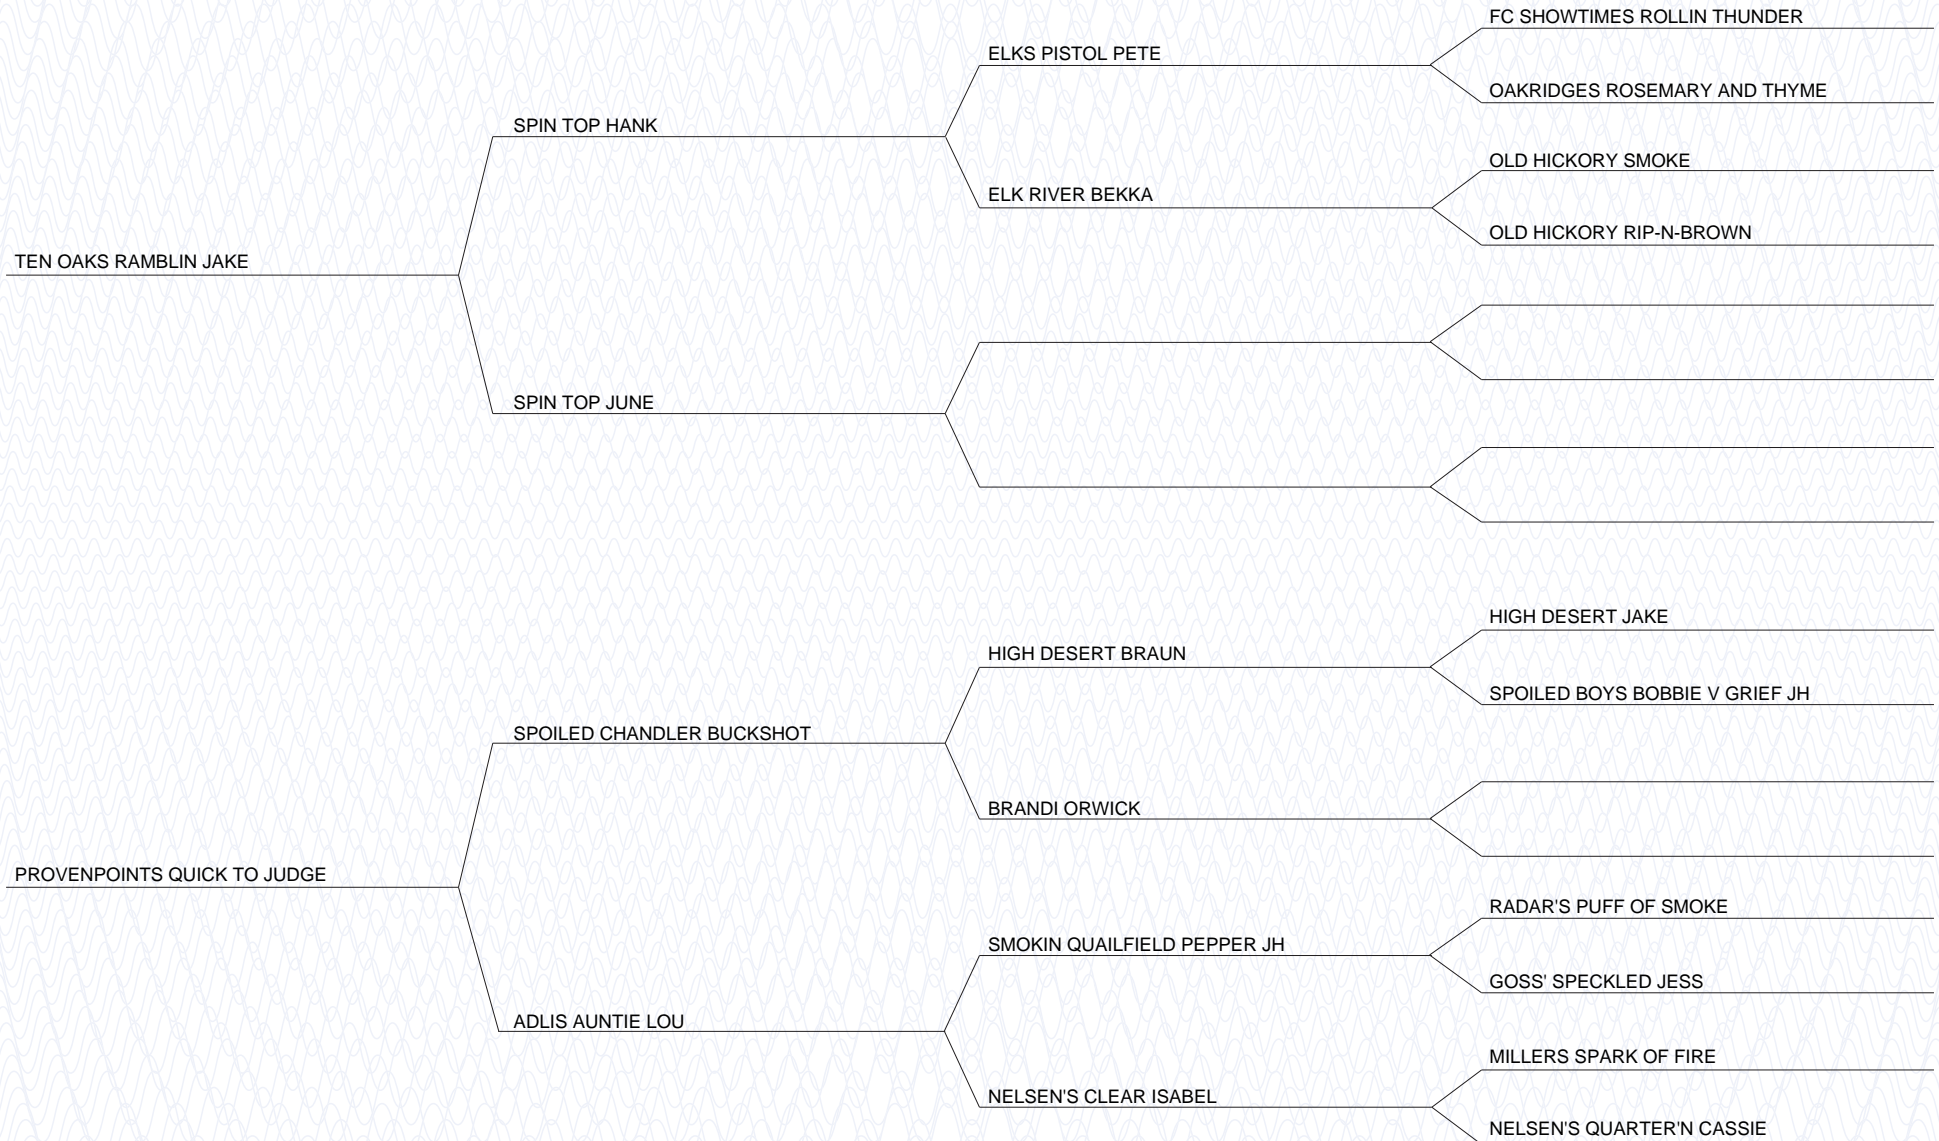 FC SHOWTIMES ROLLIN THUNDER
ELKS PISTOL PETE
OAKRIDGES ROSEMARY AND THYME
SPIN TOP HANK
OLD HICKORY SMOKE
ELK RIVER BEKKA
OLD HICKORY RIP-N-BROWN
TEN OAKS RAMBLIN JAKE
SPIN TOP JUNE
HIGH DESERT JAKE
HIGH DESERT BRAUN
SPOILED BOYS BOBBIE V GRIEF JH
SPOILED CHANDLER BUCKSHOT
BRANDI ORWICK
PROVENPOINTS QUICK TO JUDGE
RADAR'S PUFF OF SMOKE
SMOKIN QUAILFIELD PEPPER JH
GOSS' SPECKLED JESS
ADLIS AUNTIE LOU
MILLERS SPARK OF FIRE
NELSEN'S CLEAR ISABEL
NELSEN'S QUARTER'N CASSIE